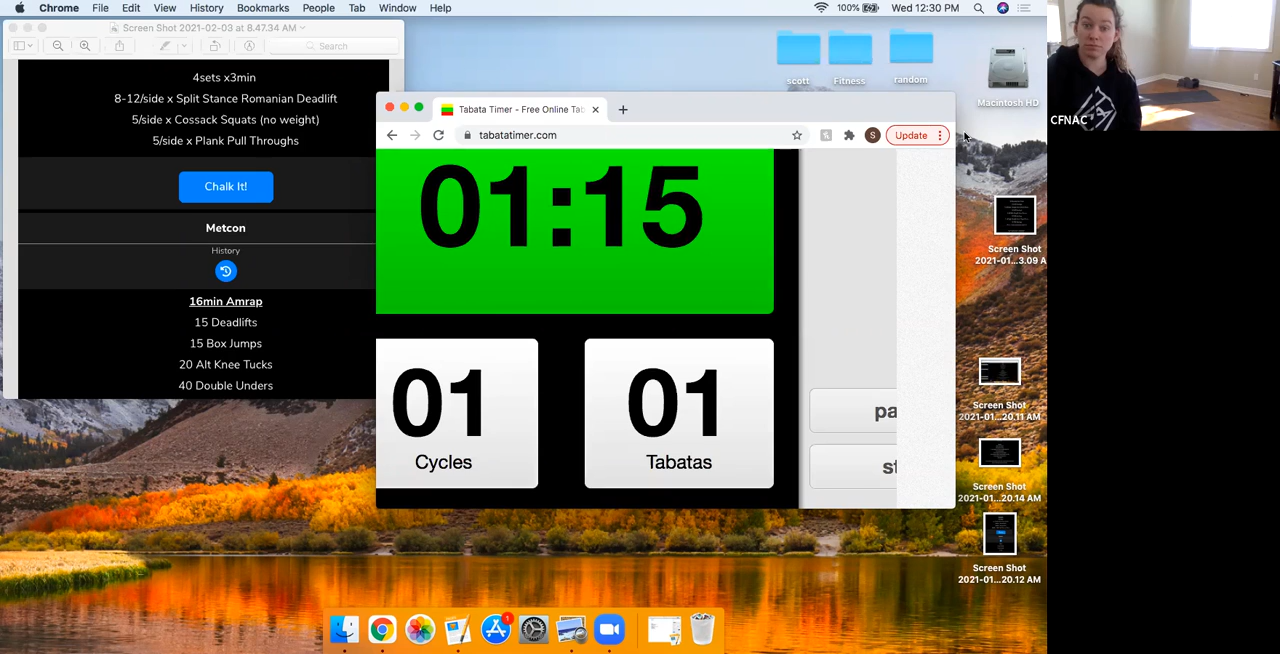 Chrome File Edit View History Bookmarks People Tab Window Help
100% Wed 12:30 PM
Screen Shot 2021-02-03 at 8.47.34 AM
Search
4sets x3min
8-12/side x Split Stance Romanian Deadlift
5/side x Cossack Squats (no weight)
5/side x Plank Pull Throughs
Chalk It!
Metcon
History
16min Amrap
15 Deadlifts
15 Box Jumps
20 Alt Knee Tucks
40 Double Unders
Tabata Timer - Free Online Tab
tabatatimer.com
S
Update
01:15
01
Cycles
01
Tabatas
pa
st
scott
Fitness
random
Macintosh HD
Screen Shot
2021-01...3.09 A
Screen Shot
2021-01...20.11 AM
Screen Shot
2021-01...20.14 AM
Screen Shot
2021-01...20.12 AM
1
CFNAC